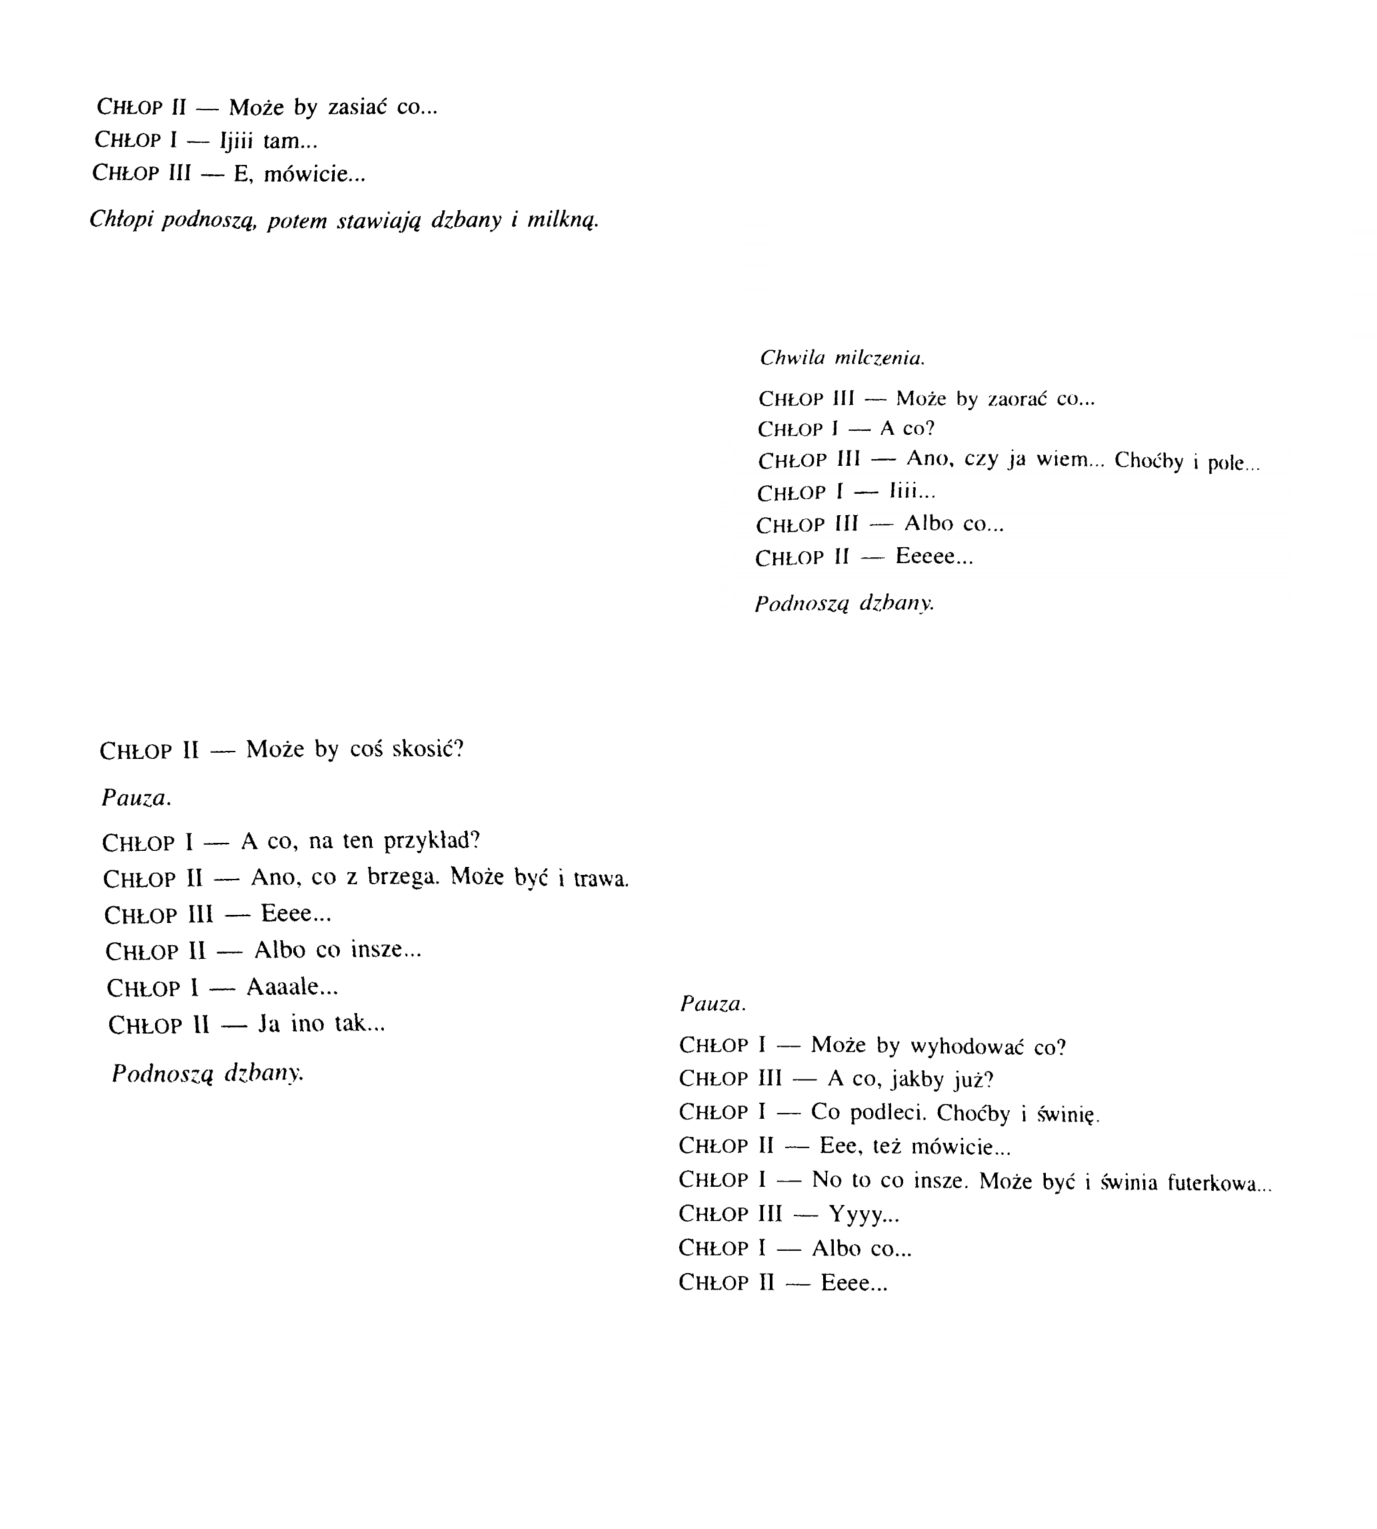 CHŁOP II — Może by zasiać co...
CHŁOP I — Ijiii tam...
CHŁOP III — E, mówicie...
Chłopi podnoszą, potem stawiają dzbany i milkną.
Chwila milczenia.
CHŁOP III — Może by zaorać co...
CHŁOP I — A co?
CHŁOP III — Ano, czy ja wiem... Choćby i pole...
CHŁOP I — Iiii...
CHŁOP III — Albo co...
CHŁOP II — Eeeee...
Podnoszą dzbany.
CHŁOP II — Może by coś skosić?
Pauza.
CHŁOP I — A co, na ten przykład?
CHŁOP II — Ano, co z brzega. Może być i trawa.
CHŁOP III — Eeee...
CHŁOP II — Albo co insze...
CHŁOP I — Aaaale...
CHŁOP II — Ja ino tak...
Podnoszą dzbany.
Pauza.
CHŁOP I — Może by wyhodować co?
CHŁOP III — A co, jakby już?
CHŁOP I — Co podleci. Choćby i świnię.
CHŁOP II — Eee, też mówicie...
CHŁOP I — No to co insze. Może być i świnia futerkowa...
CHŁOP III — Yyyy...
CHŁOP I — Albo co...
CHŁOP II — Eeee...